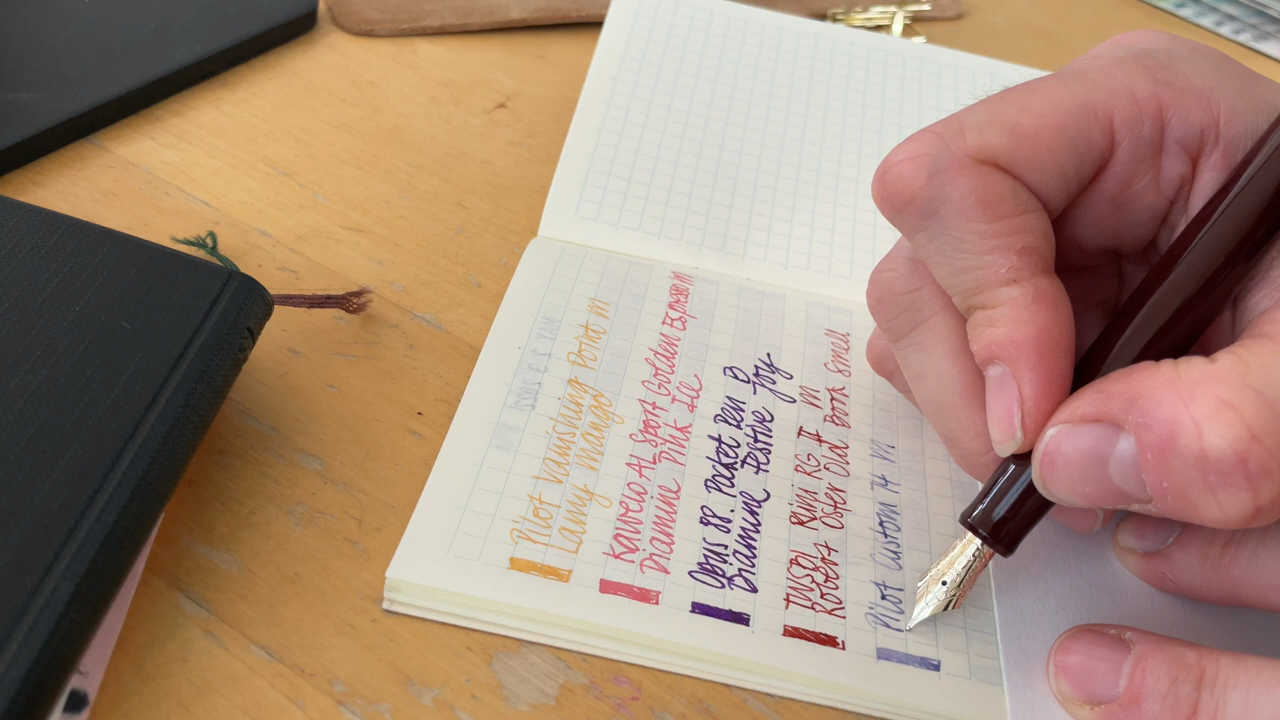 Pilot Vanishing Point M
Lamy Mango
Kaweco AL Sport Golden Espresso M
Diamine Pink Ice
Opus 88 Pocket Pen B
Diamine Festive Joy
TWSBI RG II M
Robert Oster Old Book Smell
Pilot Custom 74 M